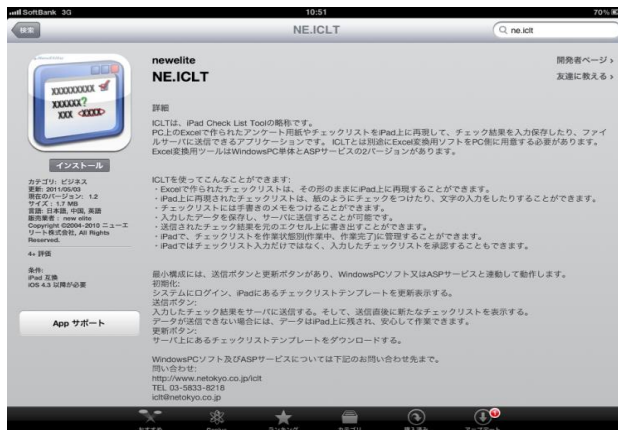 SoftBank 3G
10:51
70%
検索
NE.ICLT
ne.iclt
newelite
NE.ICLT
開発者ページ
友達に教える
詳細
ICLTは、iPad Check List Toolの略称です。
PC上のExcelで作られたアンケート用紙やチェックリストをiPad上に再現して、チェック結果を入力保存したり、ファイ
ルサーバに送信できるアプリケーションです。 ICLTとは別途にExcel変換用ソフトをPC側に用意する必要があります。
Excel変換用ツールはWindowsPC単体とASPサービスの2バージョンがあります。
ICLTを使ってこんなことができます:
・Excelで作られたチェックリストは、その形のままにiPad上に再現することができます。
・iPad上に再現されたチェックリストは、紙のようにチェックをつけたり、文字の入力をしたりすることができます。
・チェックリストには手書きのメモをつけることができます。
・入力したデータを保存し、サーバに送信することが可能です。
・送信されたチェック結果を元のエクセル上に書き出すことができます。
・iPadで、チェックリストを作業状態別(作業中、作業完了)に管理することができます。
・iPadではチェックリスト入力だけではなく、入力したチェックリストを承認することもできます。
最小構成には、送信ボタンと更新ボタンがあり、WindowsPCソフト又はASPサービスと連動して動作します。
初期化:
システムにログイン、iPadにあるチェックリストテンプレートを更新表示する。
送信ボタン:
入力したチェック結果をサーバに送信する。そして、送信直後に新たなチェックリストを表示する。
データが送信できない場合には、データはiPad上に残され、安心して作業できます。
更新ボタン:
サーバ上にあるチェックリストテンプレートをダウンロードする。
WindowsPCソフト及びASPサービスについては下記のお問い合わせ先まで。
問い合わせ:
http://www.netokyo.co.jp/iclt
TEL 03-5833-8218
iclt@netokyo.co.jp
XXXXXXXXX
XXXXXX?
XXX
インストール
カテゴリ: ビジネス
更新: 2011/05/03
現在のバージョン: 1.2
サイズ: 1.7 MB
言語: 日本語, 中国, 英語
販売業者: new elite
Copyright ©2004-2010 ニューエ
リート株式会社, All Rights
Reserved.
4+ 評価
条件:
iPad 互換
iOS 4.3 以降が必要
App サポート